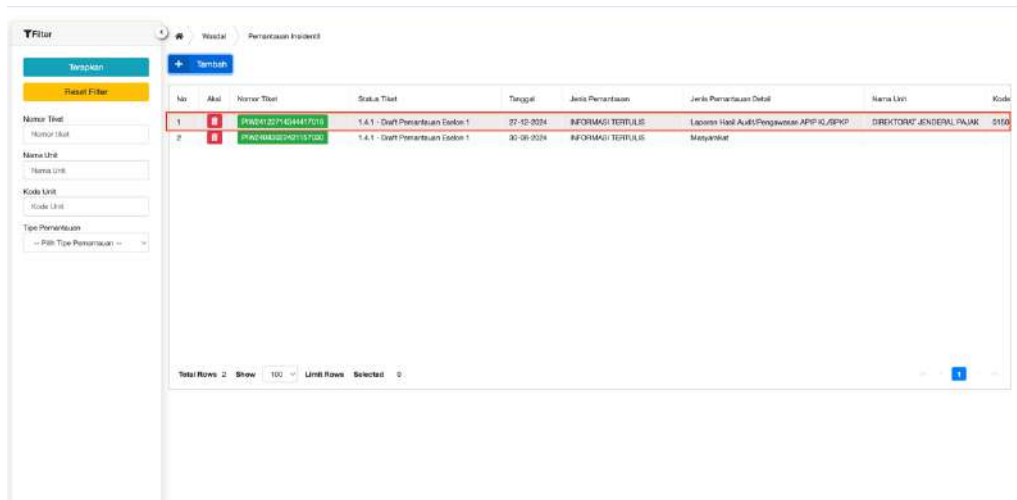 Filter
Terapkan
Reset Filter
Nomor Tiket
Nomor tiket
Nama Unit
Nama Unit
Kode Unit
Kode Unit
Tipe Pemantauan
-- Pilih Tipe Pemantauan --
Wasdal Pemantauan Insidentil
+ Tambah
No Aksi Nomor Tiket Status Tiket Tanggal Jenis Pemantauan Jenis Pemantauan Detail Nama Unit Kode
1 1.4.1 - Draft Pemantauan Eselon 1 27-12-2024 INFORMASI TERTULIS Laporan Hasil Audit/Pengawasan APIP K/L/BPKP DIREKTORAT JENDERAL PAJAK 0150
2 1.4.1 - Draft Pemantauan Eselon 1 Masyarakat INFORMASI TERTULIS
Total Rows 2 Show 100 Limit Rows Selected 0
1